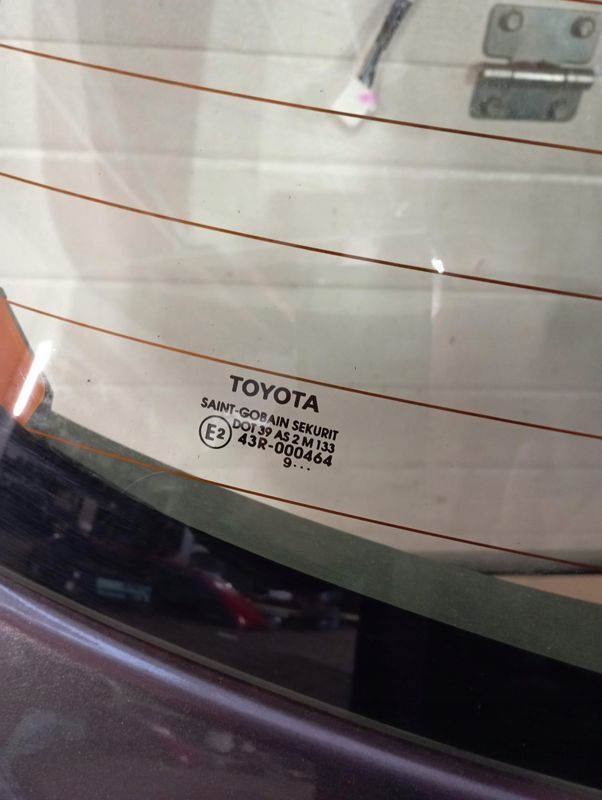 TOYOTA
SAINT-GOBAIN SEKURIT
DOT 39 AS 2 M 133
E2 43R-000464
9...